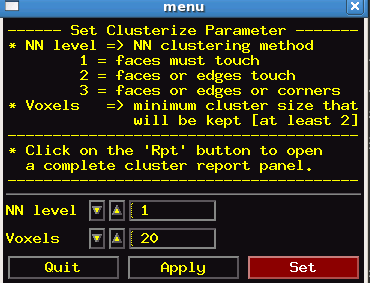 menu
------ Set Clusterize Parameter -------
* NN level => NN clustering method
1 = faces must touch
2 = faces or edges touch
3 = faces or edges or corners
* Voxels => minimum cluster size that
will be kept [at least 2]
---------------------------------------
* Click on the 'Rpt' button to open
a complete cluster report panel.
---------------------------------------
NN level 1
Voxels 20
Quit Apply Set